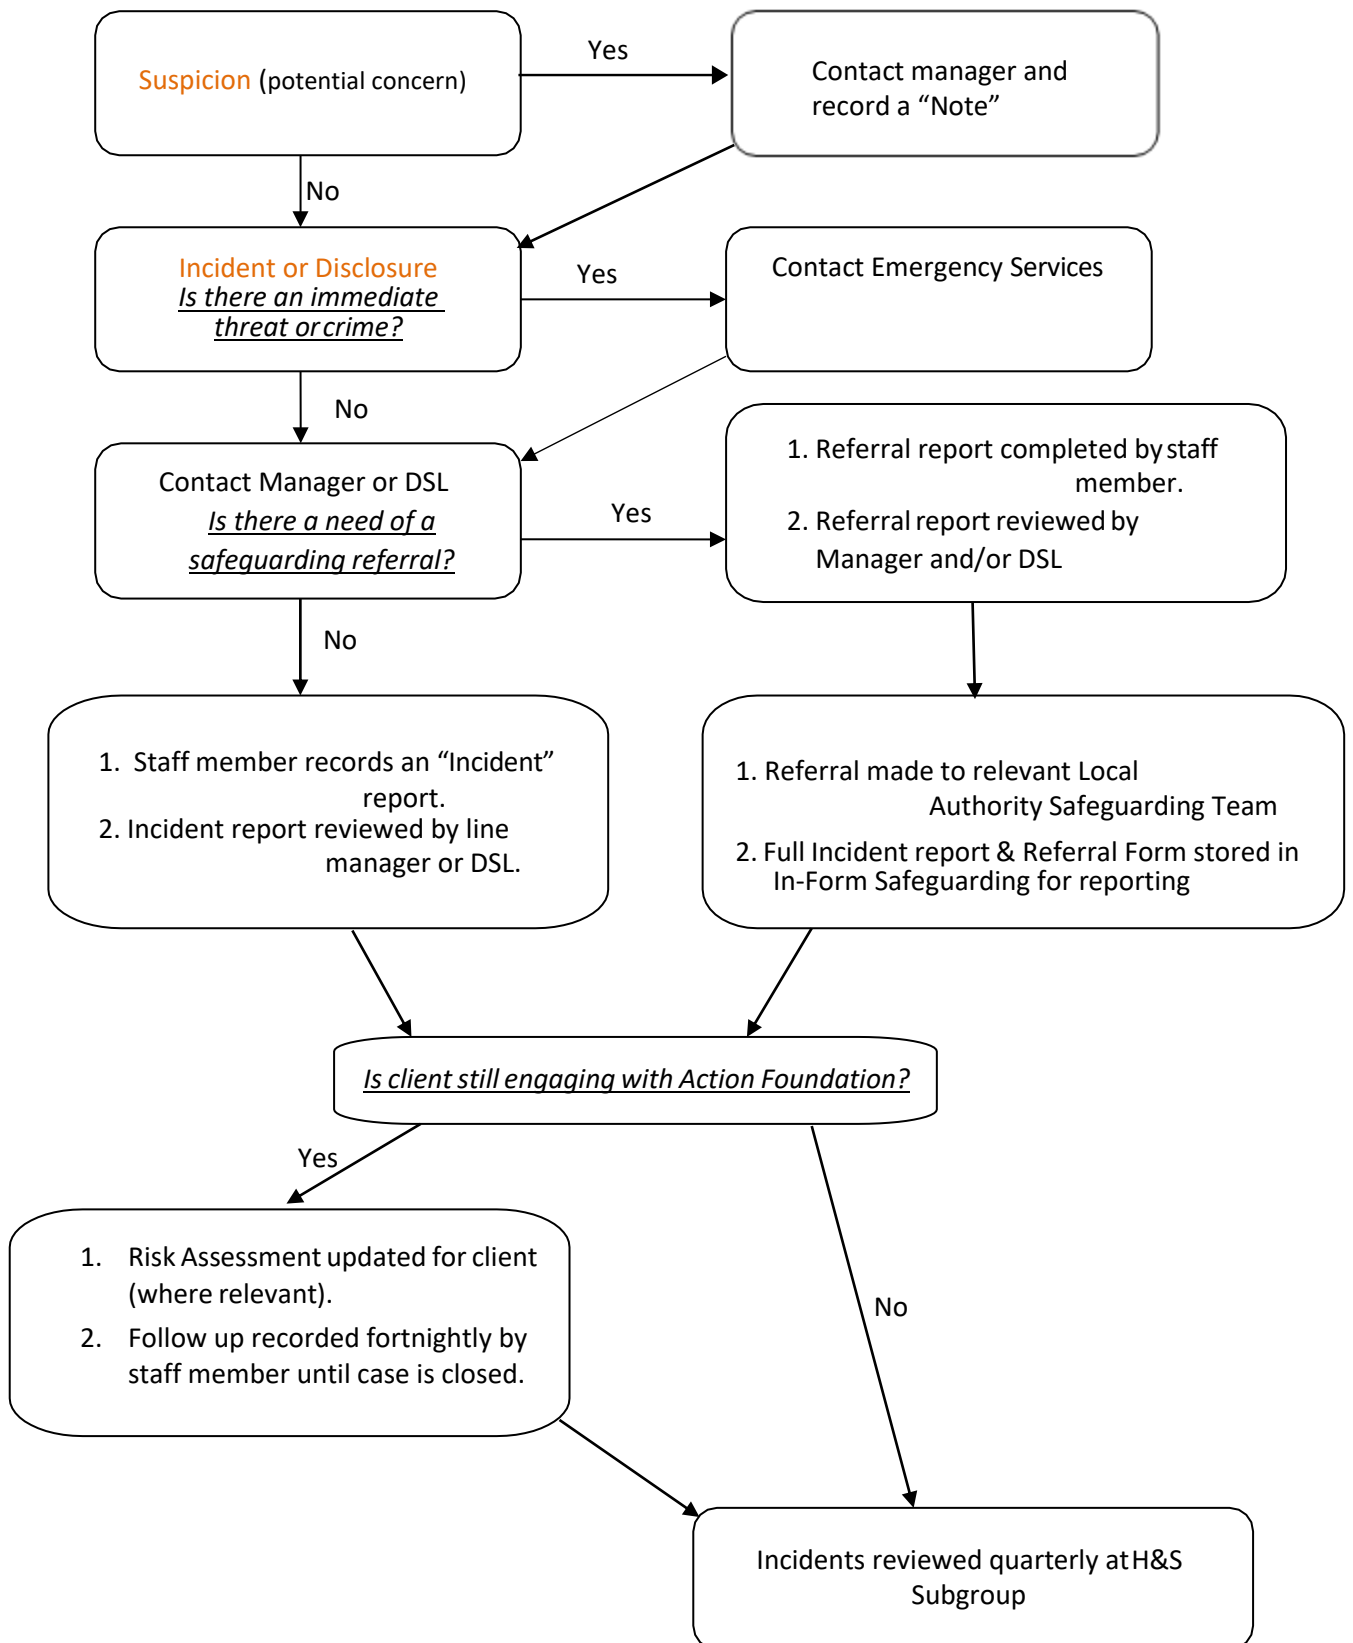 Suspicion (potential concern)
Yes
Contact manager and
record a “Note”
No
Incident or Disclosure
Is there an immediate
threat or crime?
Yes
Contact Emergency Services
No
Contact Manager or DSL
Is there a need of a
safeguarding referral?
Yes
1. Referral report completed by staff
member.
2. Referral report reviewed by
Manager and/or DSL
No
1. Staff member records an “Incident”
report.
2. Incident report reviewed by line
manager or DSL.
1. Referral made to relevant Local
Authority Safeguarding Team
2. Full Incident report & Referral Form stored in
In-Form Safeguarding for reporting
Is client still engaging with Action Foundation?
Yes
1. Risk Assessment updated for client
(where relevant).
2. Follow up recorded fortnightly by
staff member until case is closed.
No
Incidents reviewed quarterly at H&S
Subgroup